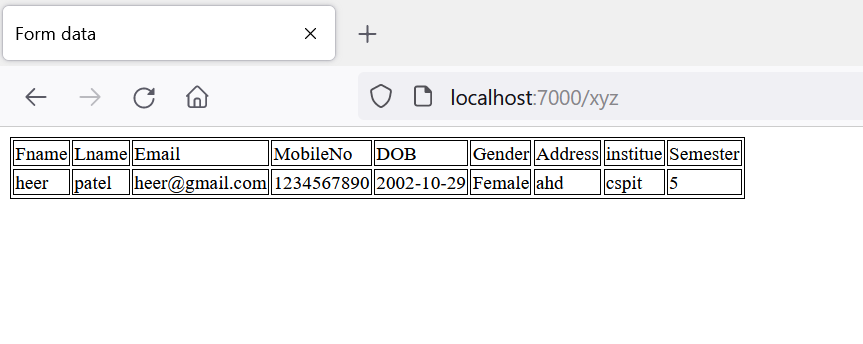 Form data
localhost:7000/xyz
Fname Lname Email MobileNo DOB Gender Address institue Semester
heer patel heer@gmail.com 1234567890 2002-10-29 Female ahd cspit 5